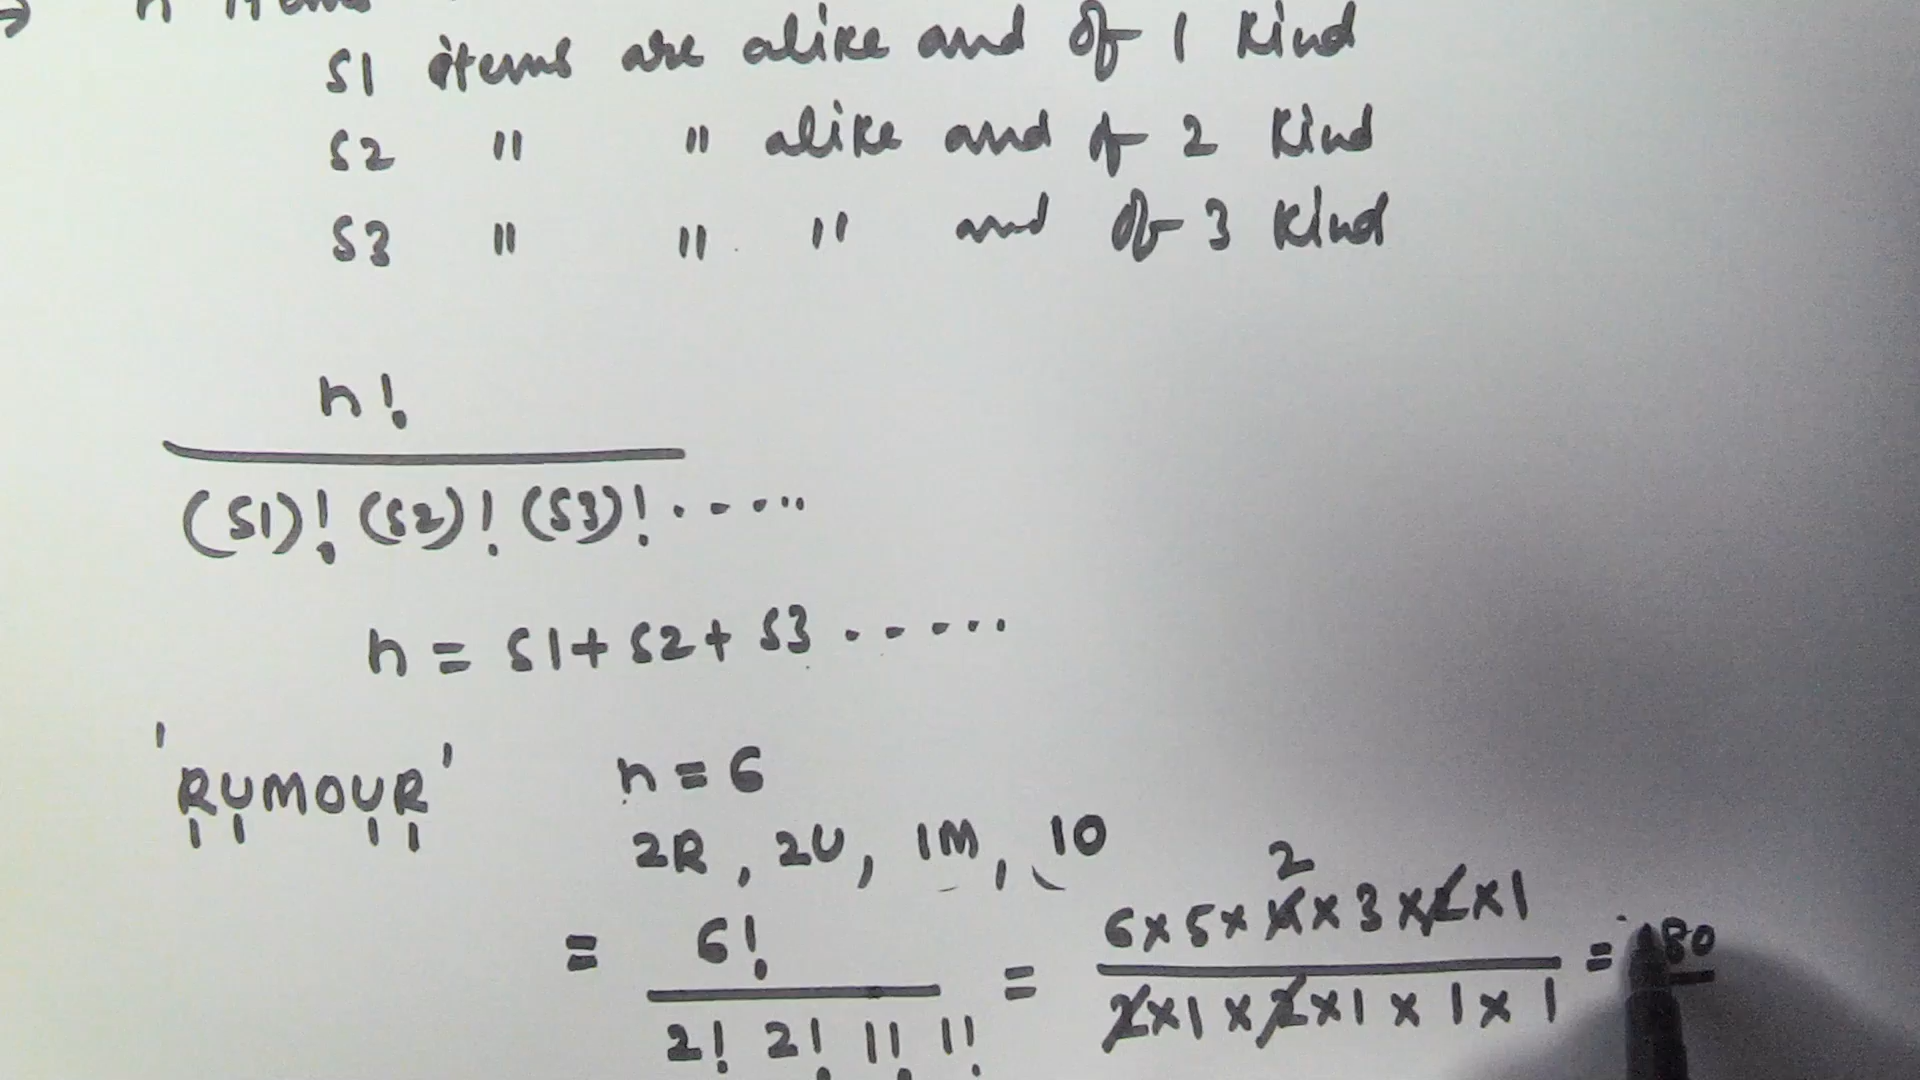 n items
S1 items are alike and of 1 kind
S2 " " alike and of 2 kind
S3 " " " and of 3 kind
n!
(S1)! (S2)! (S3)! .....
n = S1 + S2 + S3 .....
'RUMOUR' n = 6
2R, 2U, 1M, 1O
2
= 6! = 6 x 5 x 4 x 3 x 2 x 1 = 180
2! 2! 1! 1! 2 x 1 x 2 x 1 x 1 x 1